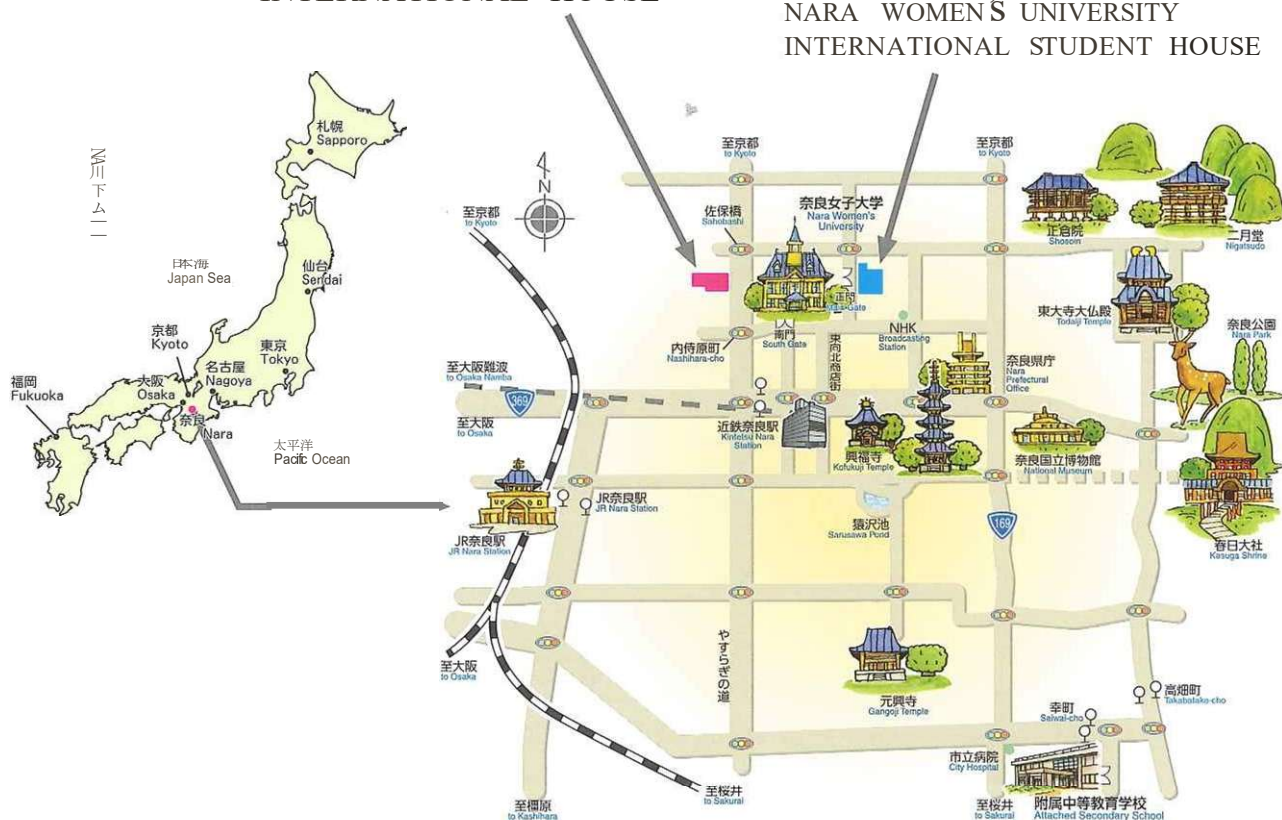 NARA WOMEN'S UNIVERSITY
INTERNATIONAL STUDENT HOUSE
INTERNATIONAL HOUSE
札幌
Sapporo
日本海
Japan Sea
仙台
Sendai
京都
Kyoto
東京
Tokyo
名古屋
Nagoya
大阪
Osaka
福岡
Fukuoka
奈良
Nara
太平洋
Pacific Ocean
N
至京都
to Kyoto
至京都
to Kyoto
至京都
to Kyoto
佐保橋
Sahobashi
奈良女子大学
Nara Women's
University
正倉院
Shosoin
二月堂
Nigatsudo
正門
Main Gate
東大寺大仏殿
Todaiji Temple
奈良公園
Nara Park
内侍原町
Nashihara-cho
南門
South Gate
東向北商店街
NHK
Broadcasting
Station
奈良県庁
Nara
Prefectural
Office
至大阪難波
to Osaka Namba
369
至大阪
to Osaka
近鉄奈良駅
Kintetsu Nara
Station
興福寺
Kofukuji Temple
奈良国立博物館
National Museum
JR奈良駅
JR Nara Station
JR奈良駅
JR Nara Station
猿沢池
Sarusawa Pond
169
春日大社
Kasuga Shrine
やすらぎの道
至大阪
to Osaka
元興寺
Gangoji Temple
高畑町
Takabatake-cho
幸町
Saiwai-cho
市立病院
City Hospital
至橿原
to Kashihara
至桜井
to Sakurai
至桜井
to Sakurai
附属中等教育学校
Attached Secondary School